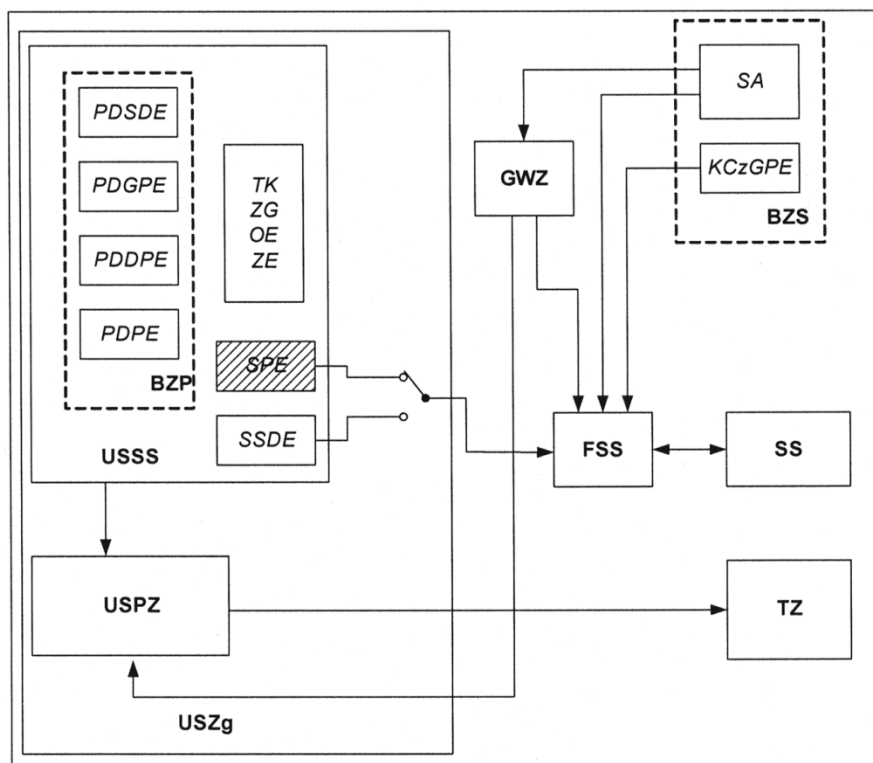 PDSDE
PDGPE
PDDPE
PDPE
BZP
TK
ZG
OE
ZE
SPE
SSDE
USSS
USPZ
USZg
GWZ
SA
KCzGPE
BZS
FSS
SS
TZ